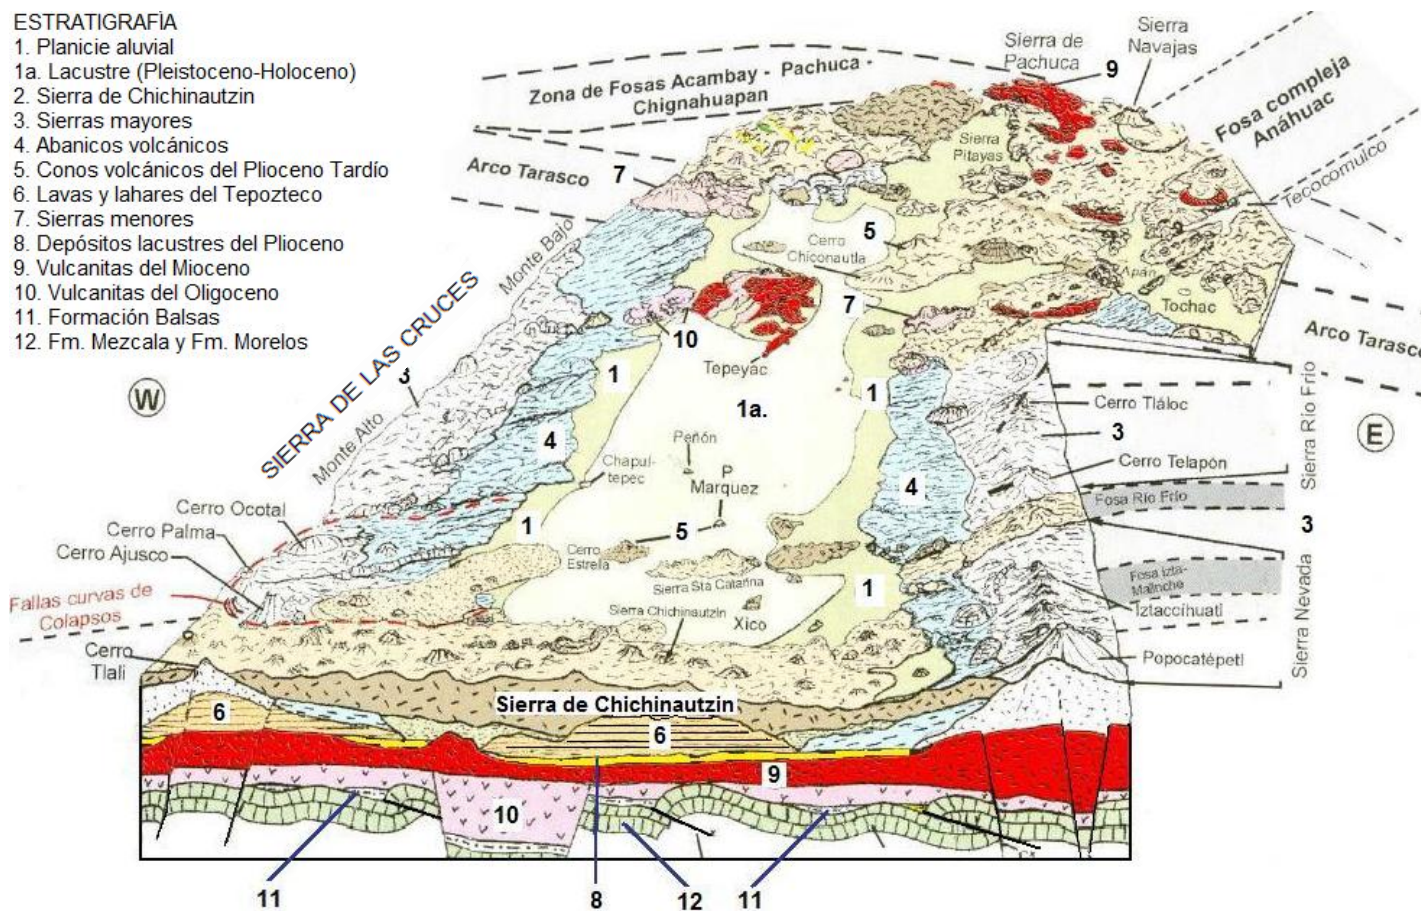 ESTRATIGRAFÌA
1. Planicie aluvial
1a. Lacustre (Pleistoceno-Holoceno)
2. Sierra de Chichinautzin
3. Sierras mayores
4. Abanicos volcánicos
5. Conos volcánicos del Plioceno Tardío
6. Lavas y lahares del Tepozteco
7. Sierras menores
8. Depósitos lacustres del Plioceno
9. Vulcanitas del Mioceno
10. Vulcanitas del Oligoceno
11. Formación Balsas
12. Fm. Mezcala y Fm. Morelos
Zona de Fosas Acambay - Pachuca -
Chignahuapan
Sierra de
Pachuca
9
Sierra
Navajas
Fosa compleja
Anáhuac
Tecocomulco
Arco Tarasco
7
Sierra
Pitayas
5
Cerro
Chiconautla
Apán
Tochac
Arco Tarasco
Monte Bajo
SIERRA DE LAS CRUCES
3
Monte Alto
W
E
10
7
Tepeyac
1
1a.
1
4
4
Peñón
Chapul-
tepec
P
Marquez
5
1
Cerro
Estrella
Sierra Sta Catarina
Sierra Chichinautzin
Xico
1
Cerro Tláloc
3
Cerro Telapón
Sierra Río Frío
Fosa Río Frío
3
Fosa Izta-
Malinche
Iztaccíhuatl
Popocatépetl
Sierra Nevada
Cerro Ocotal
Cerro Palma
Cerro Ajusco
Fallas curvas de
Colapsos
Cerro
Tlali
Sierra de Chichinautzin
6
6
9
10
11
8
12
11